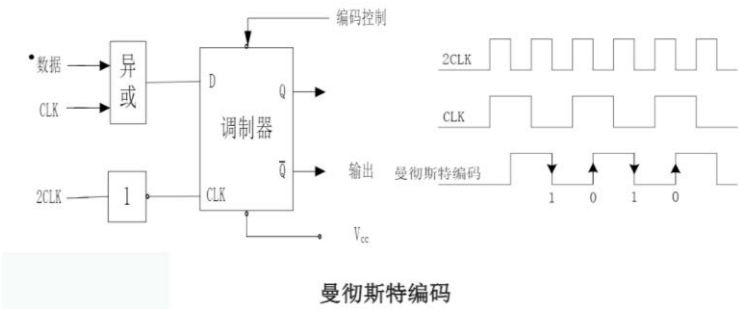 编码控制
数据
异或
CLK
D
Q
调制器
Q̅
输出
2CLK
1
CLK
Vcc
2CLK
CLK
曼彻斯特编码
1 0 1 0
曼彻斯特编码